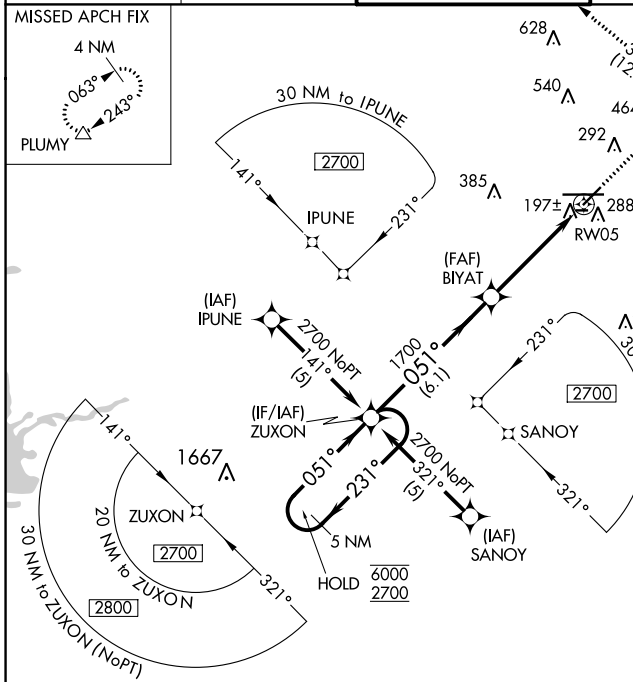 MISSED APCH FIX
4 NM
063°
243°
PLUMY
628
540
292
385
197±
288
RW05
30 NM to IPUNE
2700
141°
231°
IPUNE
(FAF)
BIYAT
(IAF)
IPUNE
2700 NoPT
141°
(5)
1700
051°
(6.1)
231°
2700
SANOY
321°
(IF/IAF)
ZUXON
2700 NoPT
321°
(5)
(IAF)
SANOY
051°
231°
5 NM
HOLD
6000
2700
141°
1667
ZUXON
2700
20 NM to ZUXON
321°
2800
30 NM to ZUXON (NoPT)